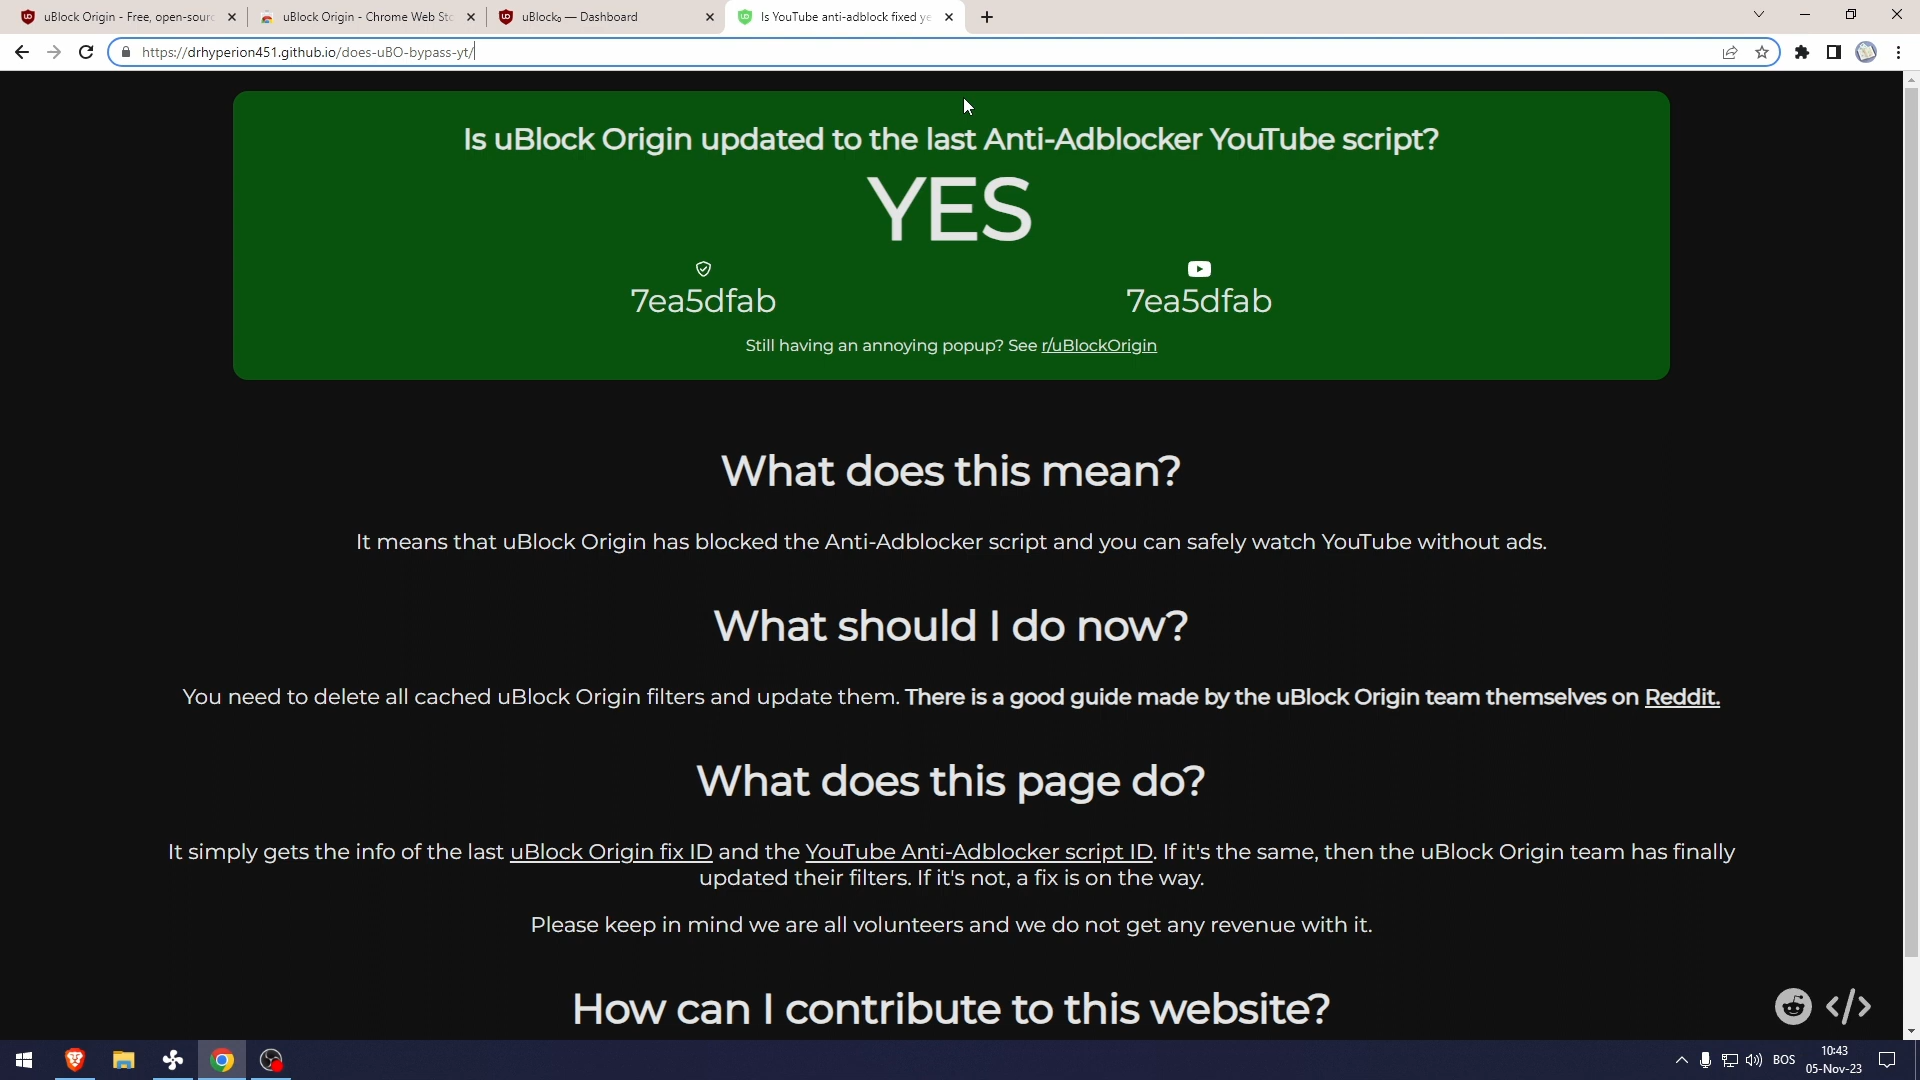 uBlock Origin - Free, open-sourc
uBlock Origin - Chrome Web Sto
uBlock₀ — Dashboard
Is YouTube anti-adblock fixed ye
https://drhyperion451.github.io/does-uBO-bypass-yt/
Is uBlock Origin updated to the last Anti-Adblocker YouTube script?
YES
7ea5dfab
7ea5dfab
Still having an annoying popup? See r/uBlockOrigin
What does this mean?
It means that uBlock Origin has blocked the Anti-Adblocker script and you can safely watch YouTube without ads.
What should I do now?
You need to delete all cached uBlock Origin filters and update them. There is a good guide made by the uBlock Origin team themselves on Reddit.
What does this page do?
It simply gets the info of the last uBlock Origin fix ID and the YouTube Anti-Adblocker script ID. If it's the same, then the uBlock Origin team has finally
updated their filters. If it's not, a fix is on the way.
Please keep in mind we are all volunteers and we do not get any revenue with it.
How can I contribute to this website?
BOS
10:43
05-Nov-23